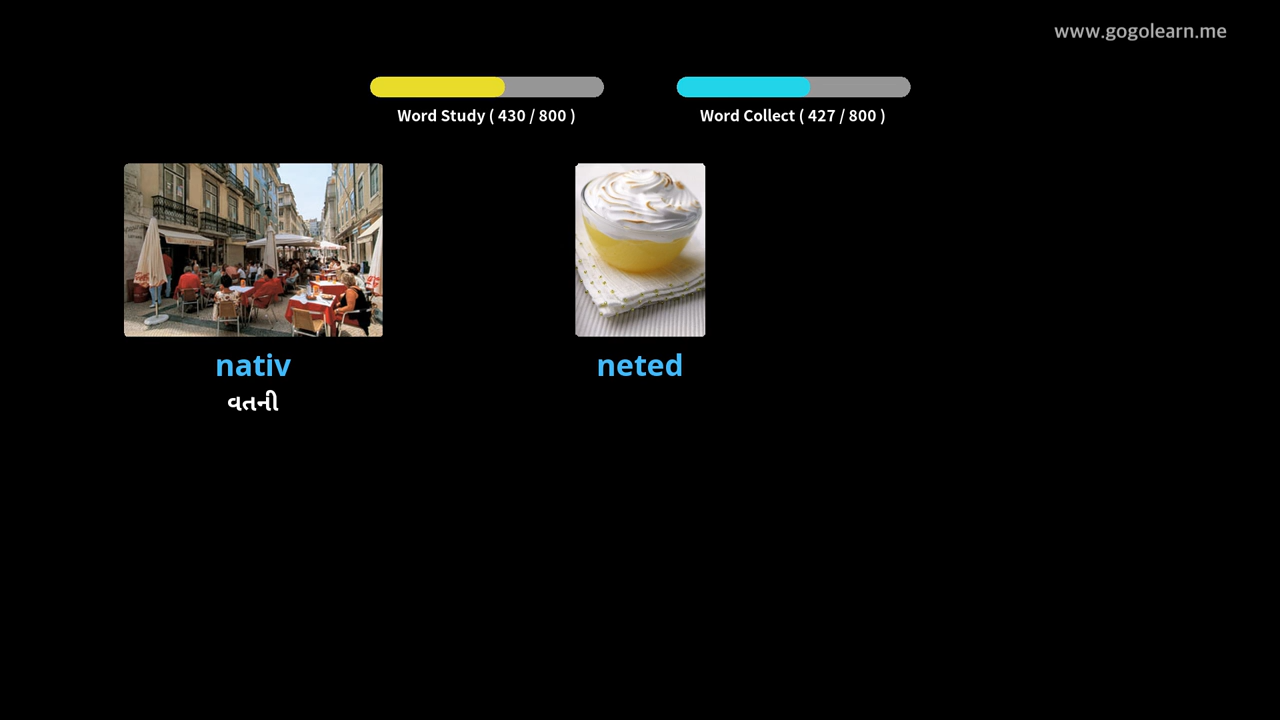 www.gogolearn.me
Word Study ( 430 / 800 )
Word Collect ( 427 / 800 )
nativ
neted
વતની